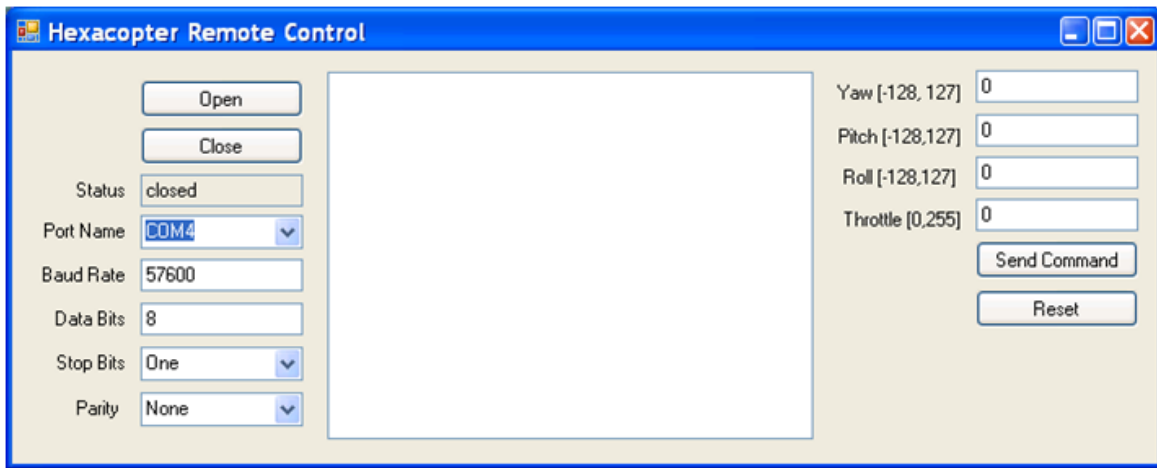 Hexacopter Remote Control
Open
Close
Status closed
Port Name COM4
Baud Rate 57600
Data Bits 8
Stop Bits One
Parity None
Yaw [-128, 127] 0
Pitch [-128,127] 0
Roll [-128,127] 0
Throttle [0,255] 0
Send Command
Reset